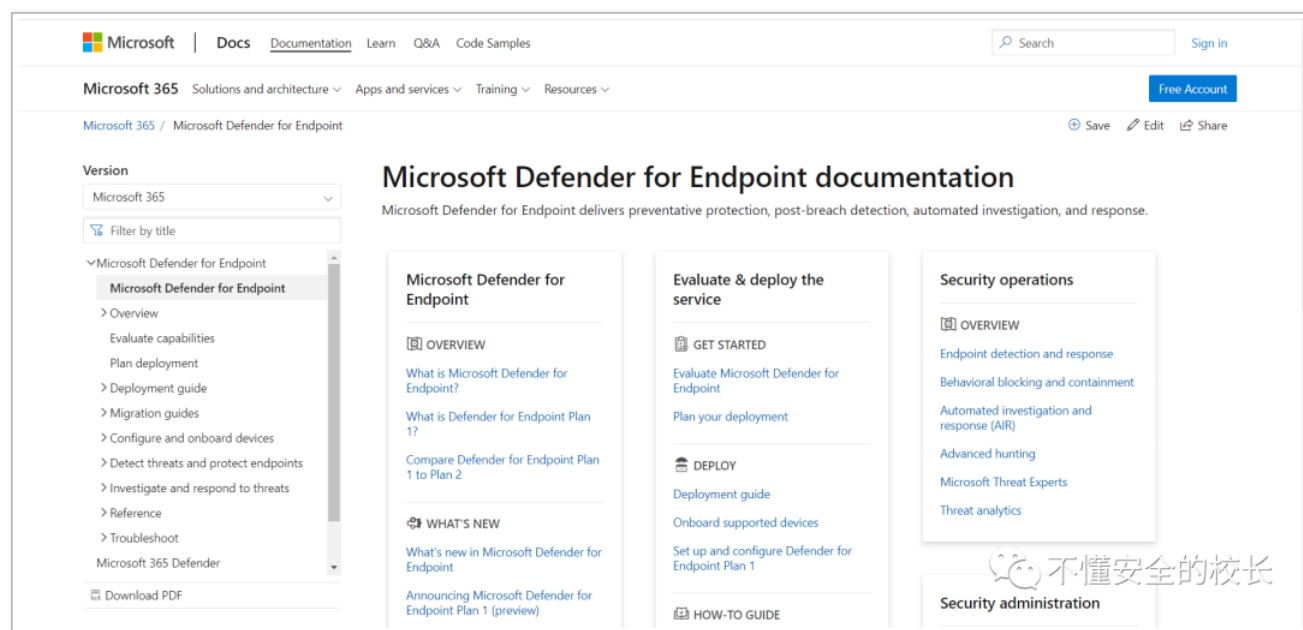 Microsoft | Docs Documentation Learn Q&A Code Samples Search Sign in
Microsoft 365 Solutions and architecture Apps and services Training Resources Free Account
Microsoft 365 / Microsoft Defender for Endpoint Save Edit Share
Version
Microsoft 365
Filter by title
Microsoft Defender for Endpoint
Microsoft Defender for Endpoint
Overview
Evaluate capabilities
Plan deployment
Deployment guide
Migration guides
Configure and onboard devices
Detect threats and protect endpoints
Investigate and respond to threats
Reference
Troubleshoot
Microsoft 365 Defender
Download PDF
Microsoft Defender for Endpoint documentation
Microsoft Defender for Endpoint delivers preventative protection, post-breach detection, automated investigation, and response.
Microsoft Defender for
Endpoint
OVERVIEW
What is Microsoft Defender for
Endpoint?
What is Defender for Endpoint Plan
1?
Compare Defender for Endpoint Plan
1 to Plan 2
WHAT'S NEW
What's new in Microsoft Defender for
Endpoint
Announcing Microsoft Defender for
Endpoint Plan 1 (preview)
Evaluate & deploy the
service
GET STARTED
Evaluate Microsoft Defender for
Endpoint
Plan your deployment
DEPLOY
Deployment guide
Onboard supported devices
Set up and configure Defender for
Endpoint Plan 1
HOW-TO GUIDE
Security operations
OVERVIEW
Endpoint detection and response
Behavioral blocking and containment
Automated investigation and
response (AIR)
Advanced hunting
Microsoft Threat Experts
Threat analytics
不懂安全的校长
Security administration